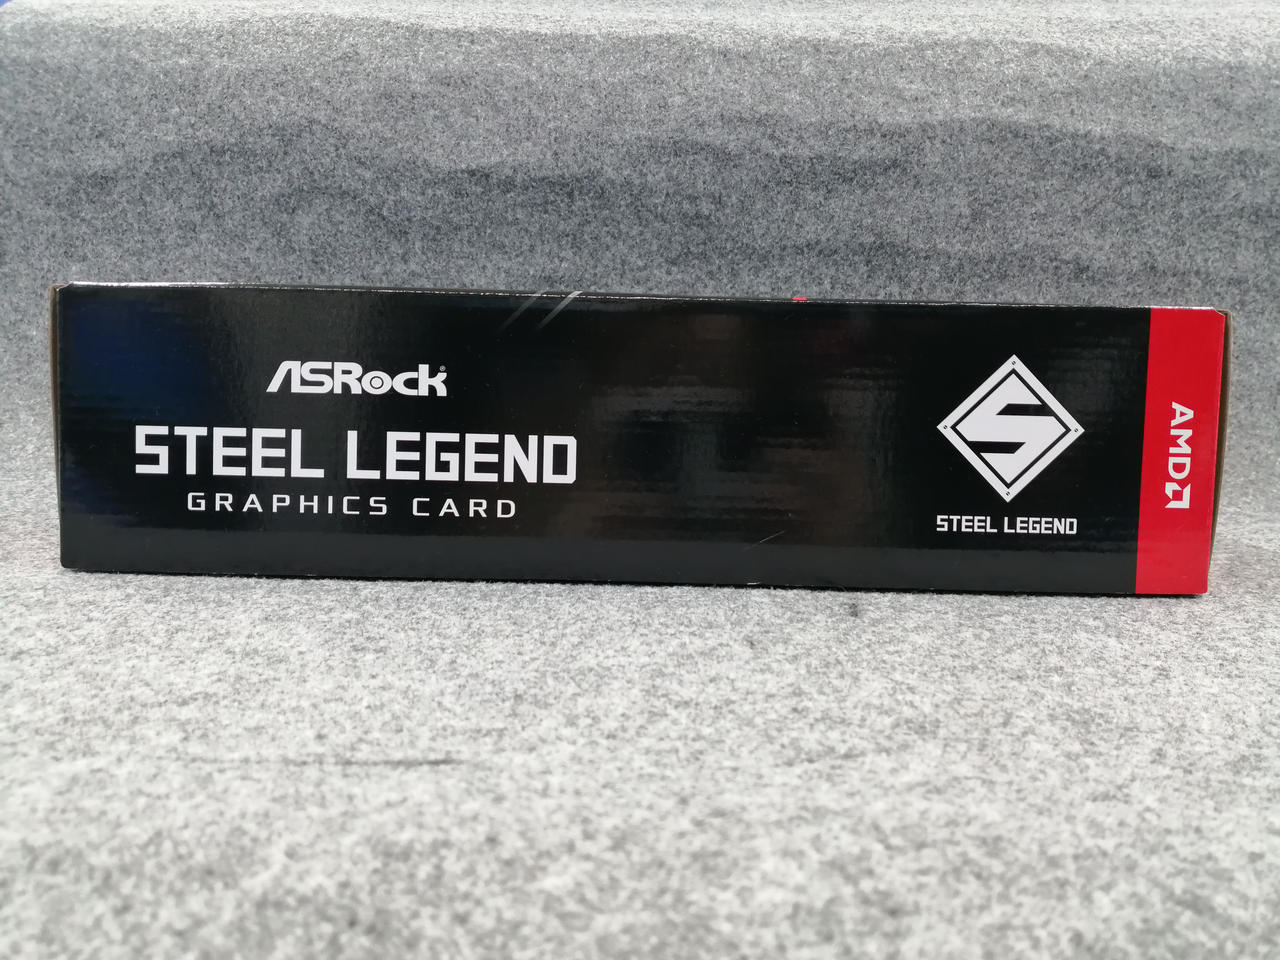 ASRock
STEEL LEGEND
GRAPHICS CARD
STEEL LEGEND
AMD